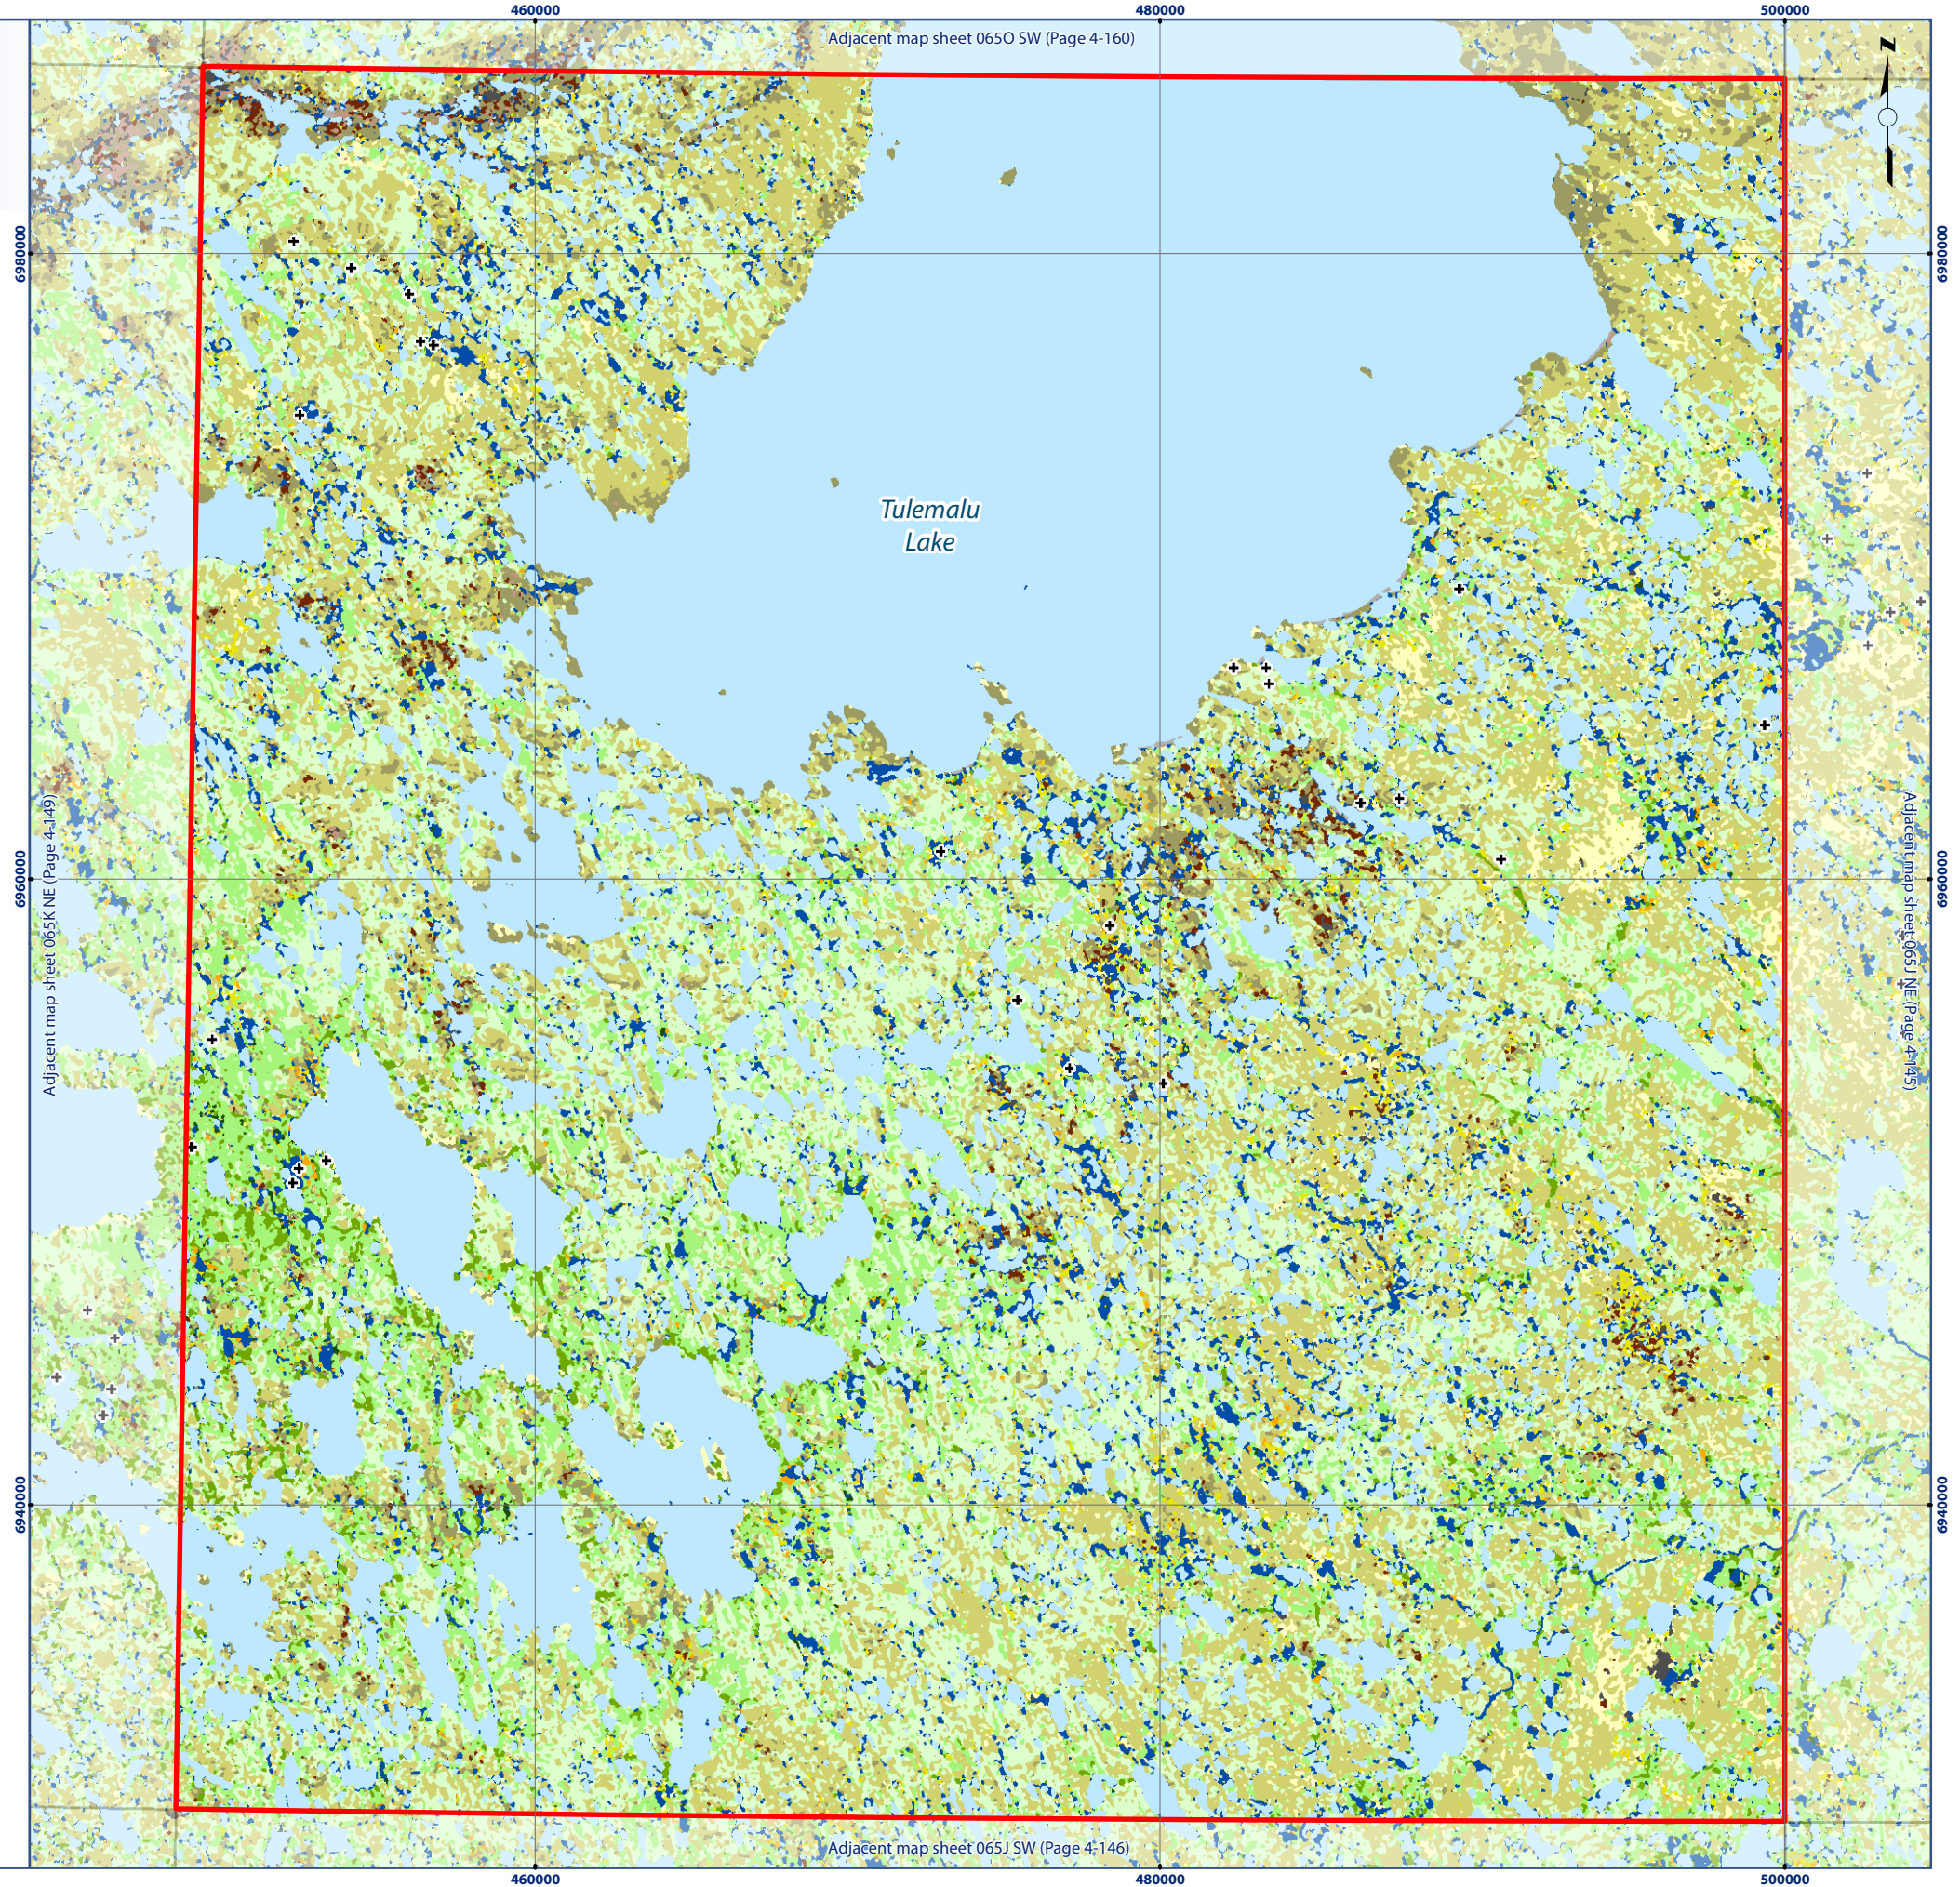 460000
480000
500000
Adjacent map sheet 065O SW (Page 4-160)
N
6980000
6980000
Tulemalu
Lake
Adjacent map sheet 065K NE (Page 4-149)
Adjacent map sheet 065J NE (Page 4-145)
6960000
6960000
6940000
6940000
Adjacent map sheet 065J SW (Page 4-146)
460000
480000
500000